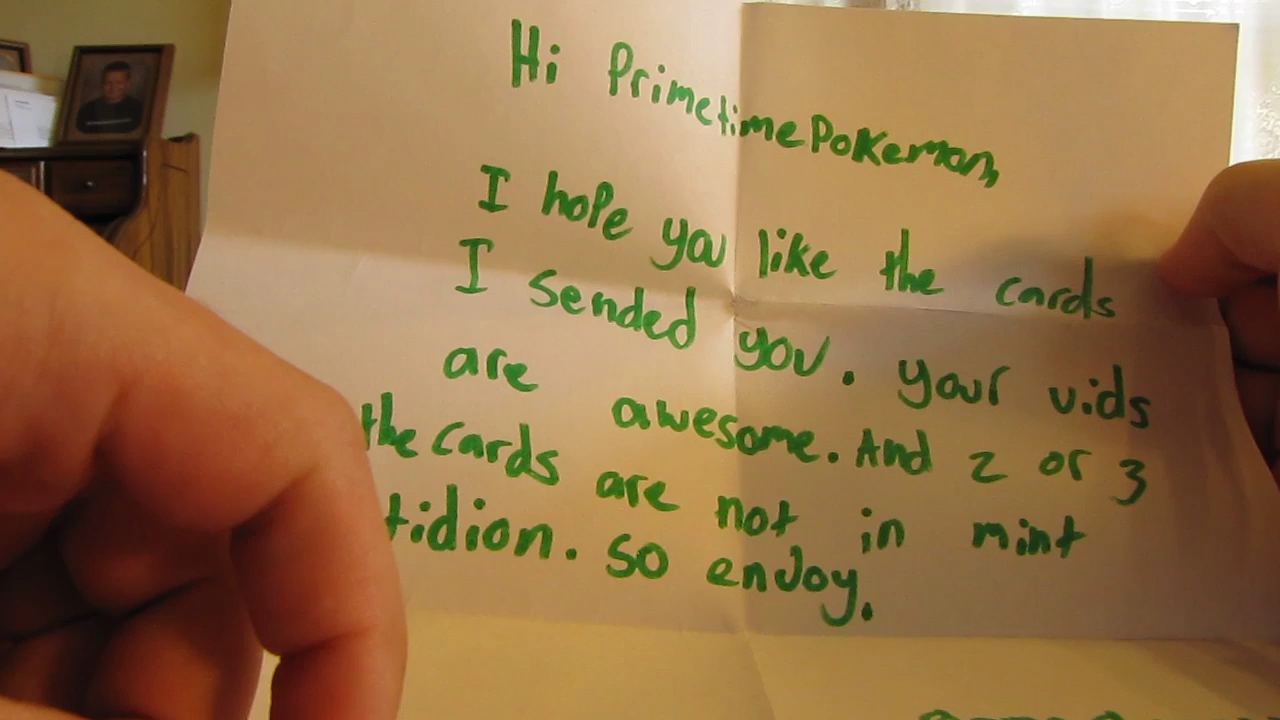 Hi PrimetimePokemon,
I hope you like the cards
I sended you. your vids
are awesome. And 2 or 3
the cards are not in mint
tidion. so enJoy.